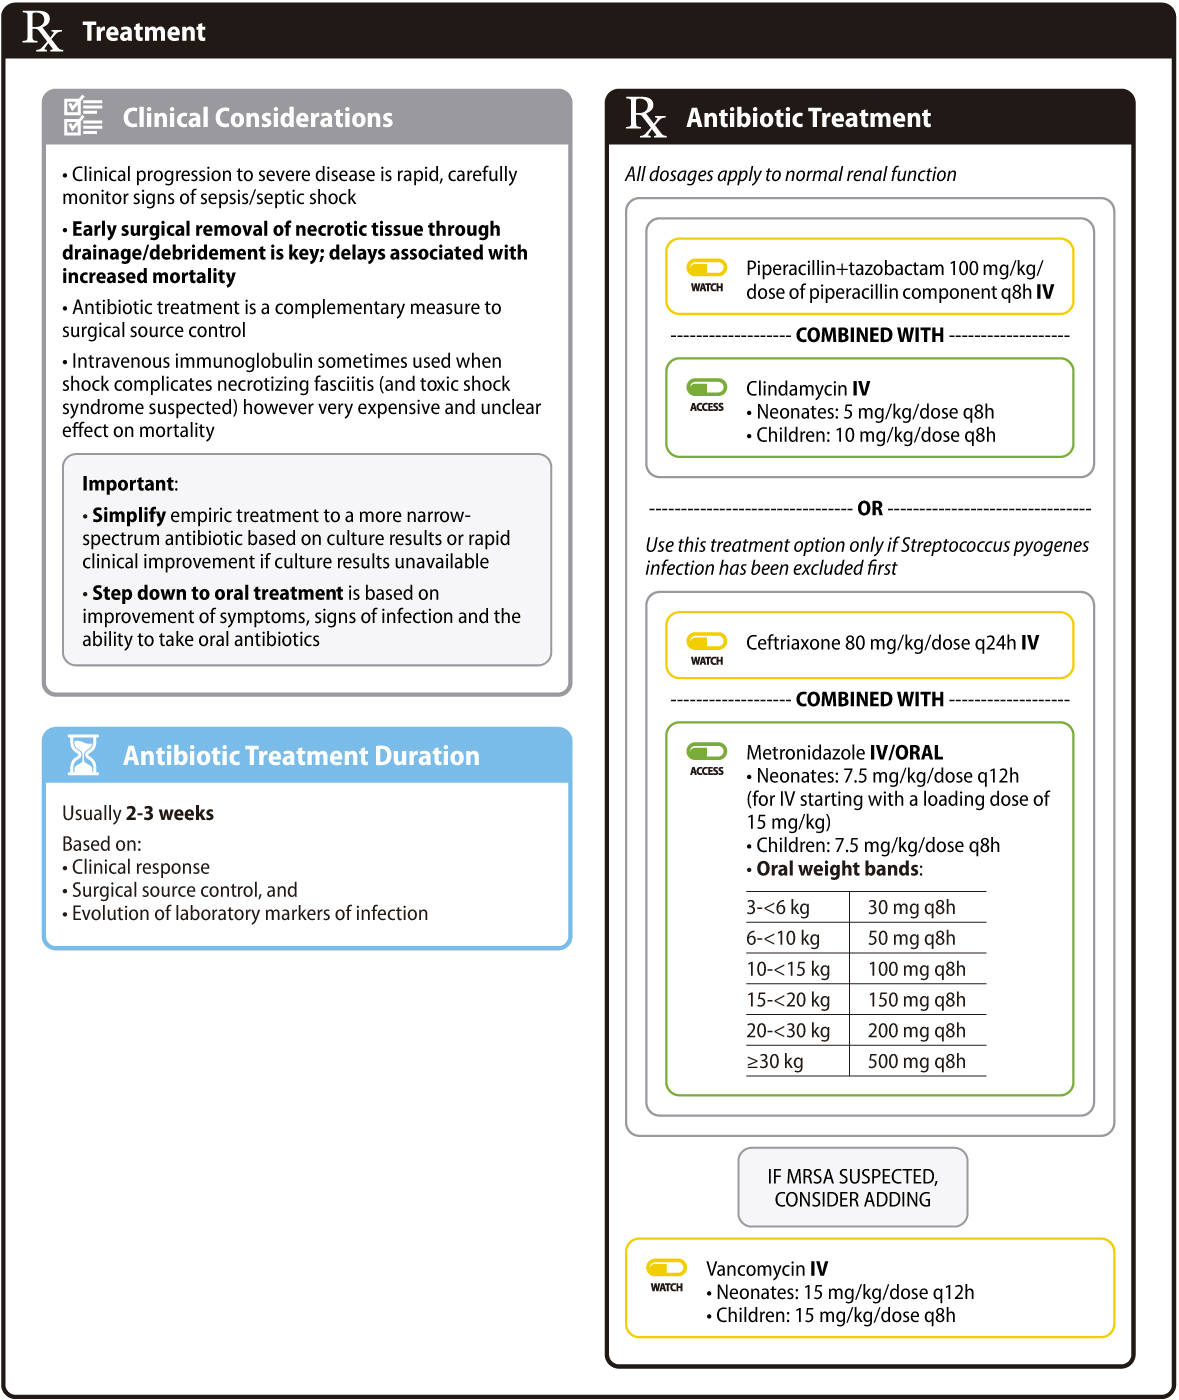 Rx Treatment
Clinical Considerations
• Clinical progression to severe disease is rapid, carefully
monitor signs of sepsis/septic shock
• Early surgical removal of necrotic tissue through
drainage/debridement is key; delays associated with
increased mortality
• Antibiotic treatment is a complementary measure to
surgical source control
• Intravenous immunoglobulin sometimes used when
shock complicates necrotizing fasciitis (and toxic shock
syndrome suspected) however very expensive and unclear
effect on mortality
Important:
• Simplify empiric treatment to a more narrow-
spectrum antibiotic based on culture results or rapid
clinical improvement if culture results unavailable
• Step down to oral treatment is based on
improvement of symptoms, signs of infection and the
ability to take oral antibiotics
Antibiotic Treatment Duration
Usually 2-3 weeks
Based on:
• Clinical response
• Surgical source control, and
• Evolution of laboratory markers of infection
Rx Antibiotic Treatment
All dosages apply to normal renal function
WATCH
Piperacillin+tazobactam 100 mg/kg/
dose of piperacillin component q8h IV
------------------- COMBINED WITH -------------------
ACCESS
Clindamycin IV
• Neonates: 5 mg/kg/dose q8h
• Children: 10 mg/kg/dose q8h
-------------------------------- OR --------------------------------
Use this treatment option only if Streptococcus pyogenes
infection has been excluded first
WATCH
Ceftriaxone 80 mg/kg/dose q24h IV
------------------- COMBINED WITH -------------------
ACCESS
Metronidazole IV/ORAL
• Neonates: 7.5 mg/kg/dose q12h
(for IV starting with a loading dose of
15 mg/kg)
• Children: 7.5 mg/kg/dose q8h
• Oral weight bands:
3-<6 kg 30 mg q8h
6-<10 kg 50 mg q8h
10-<15 kg 100 mg q8h
15-<20 kg 150 mg q8h
20-<30 kg 200 mg q8h
≥30 kg 500 mg q8h
IF MRSA SUSPECTED,
CONSIDER ADDING
WATCH
Vancomycin IV
• Neonates: 15 mg/kg/dose q12h
• Children: 15 mg/kg/dose q8h